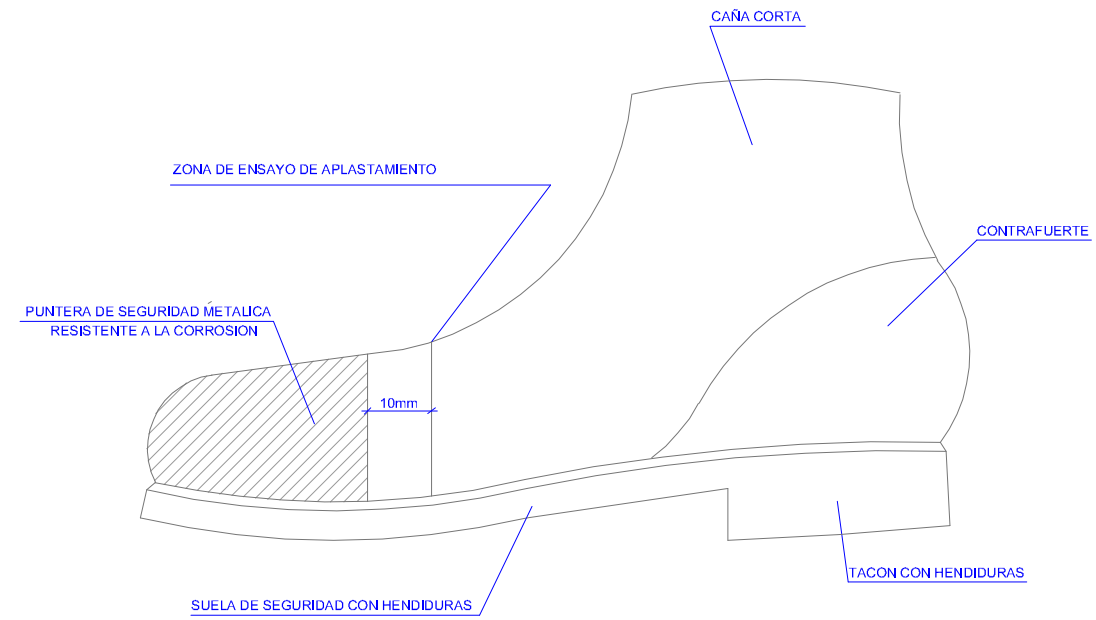 CAÑA CORTA
ZONA DE ENSAYO DE APLASTAMIENTO
CONTRAFUERTE
PUNTERA DE SEGURIDAD METALICA
RESISTENTE A LA CORROSION
10mm
TACON CON HENDIDURAS
SUELA DE SEGURIDAD CON HENDIDURAS